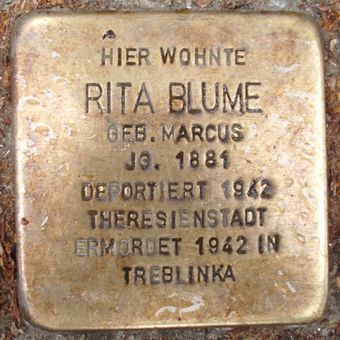 HIER WOHNTE
RITA BLUME
GEB. MARCUS
JG. 1881
DEPORTIERT 1942
THERESIENSTADT
ERMORDET 1942 IN
TREBLINKA